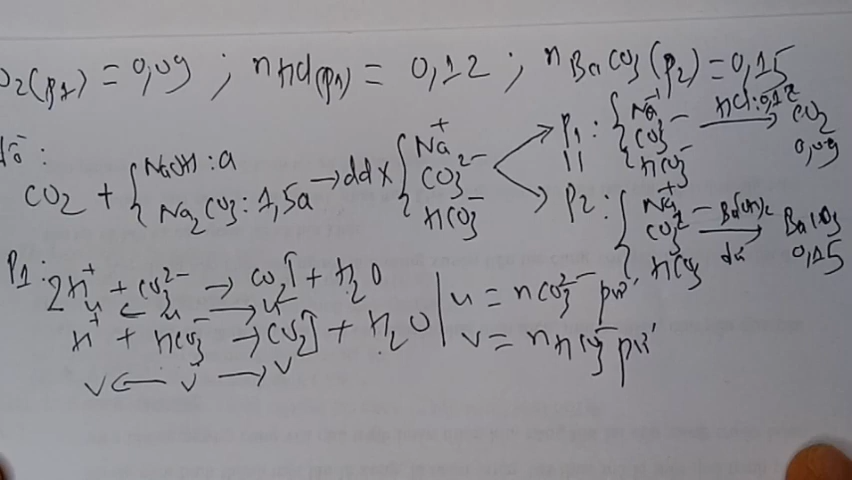 O2(p1) = 0,09 ; nHCl(p1) = 0,12 ; nBaCO3(p2) = 0,15
đồ :
CO2 + { NaOH : a
Na2CO3 : 1,5a → ddX { Na+
CO3 2-
HCO3-
P1 : { Na+
CO3 2-
HCO3- HCl: 0,12 → CO2
0,09
P2 : { Na+
CO3 2-
HCO3- Ba(OH)2 dư → BaCO3
0,15
P1 :
2H+ + CO3 2- → CO2↑ + H2O
u ← u → u
H+ + HCO3- → CO2↑ + H2O
v ← v → v
u = nCO3 2- pư
v = nHCO3- pư